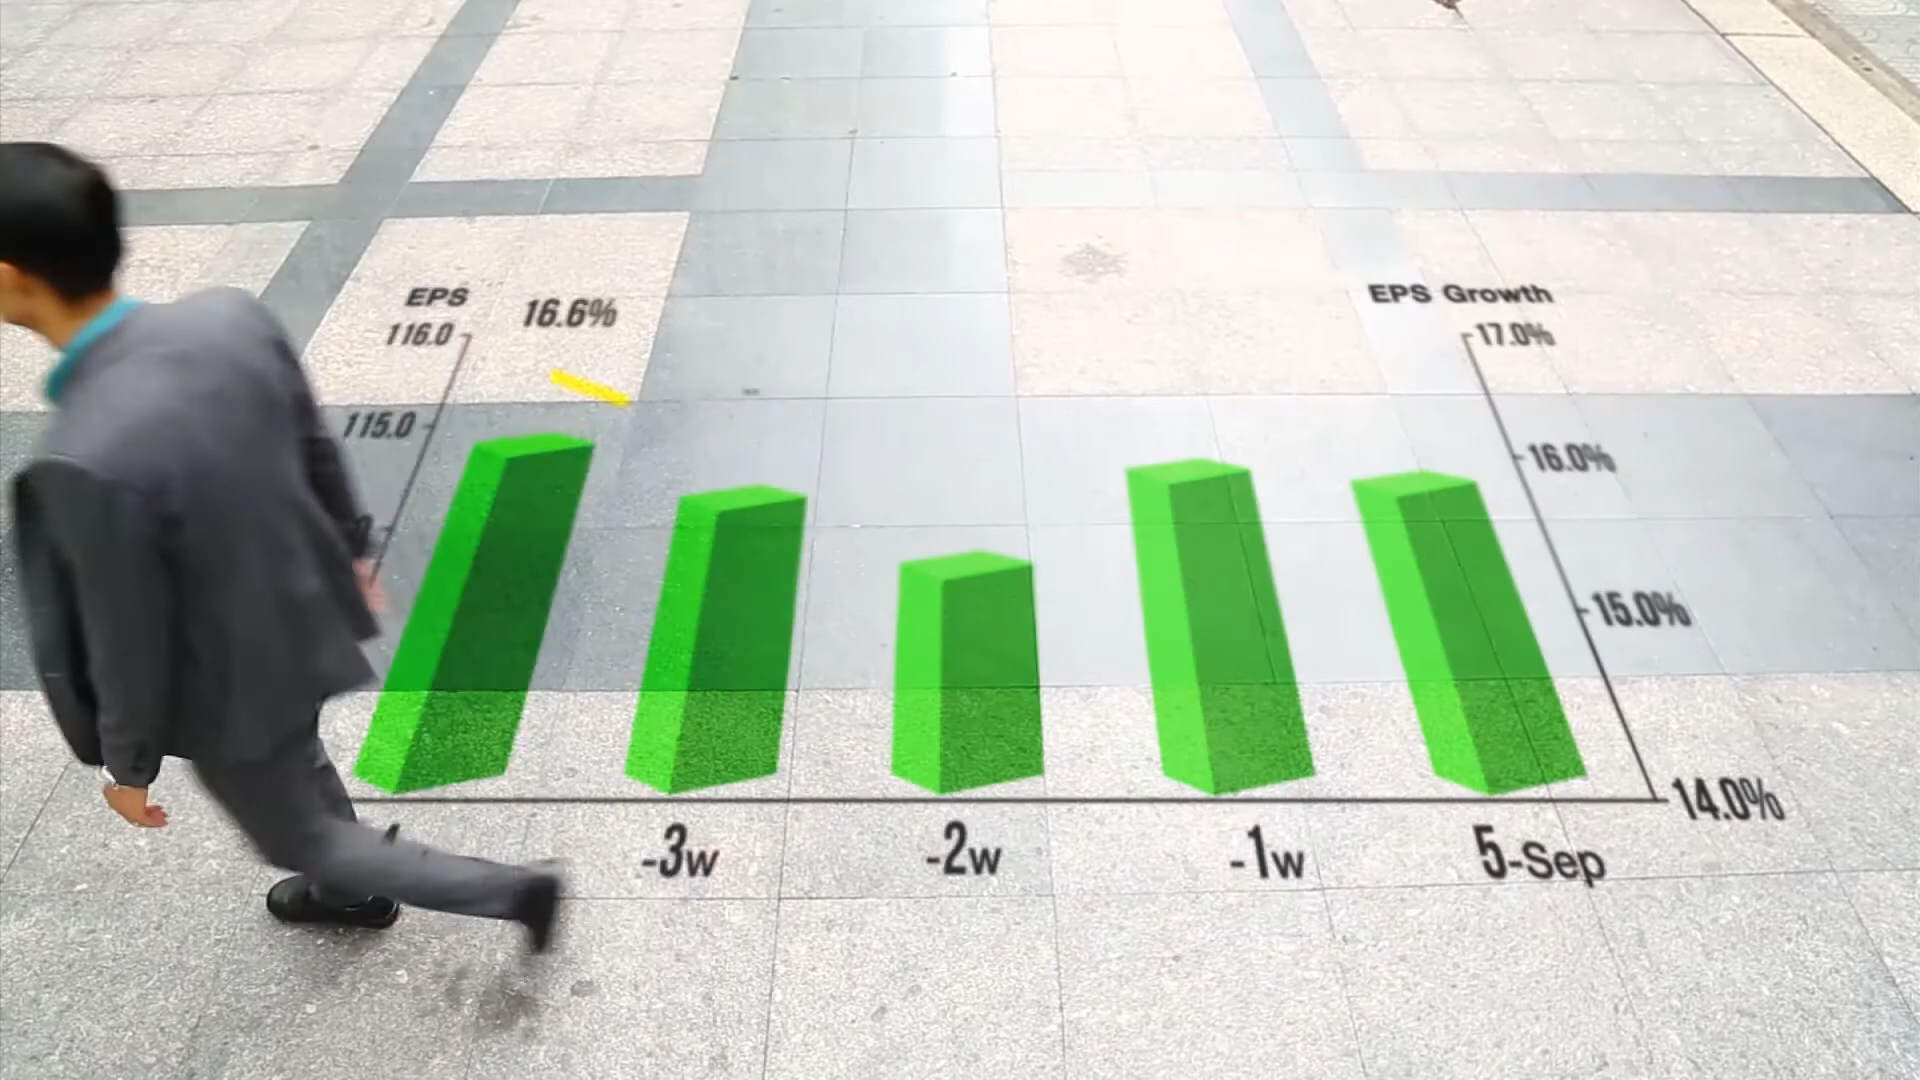 EPS
16.6%
EPS Growth
116.0
17.0%
115.0
16.0%
15.0%
14.0%
-3w
-2w
-1w
5-Sep